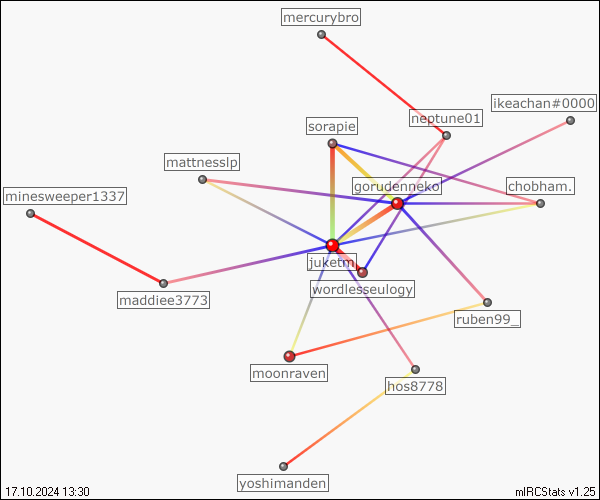 mercurybro
ikeachan#0000
neptune01
sorapie
mattnesslp
gorudenneko
chobham.
minesweeper1337
juketm
wordlesseulogy
maddiee3773
ruben99_
moonraven
hos8778
yoshimanden
17.10.2024 13:30
mIRCStats v1.25